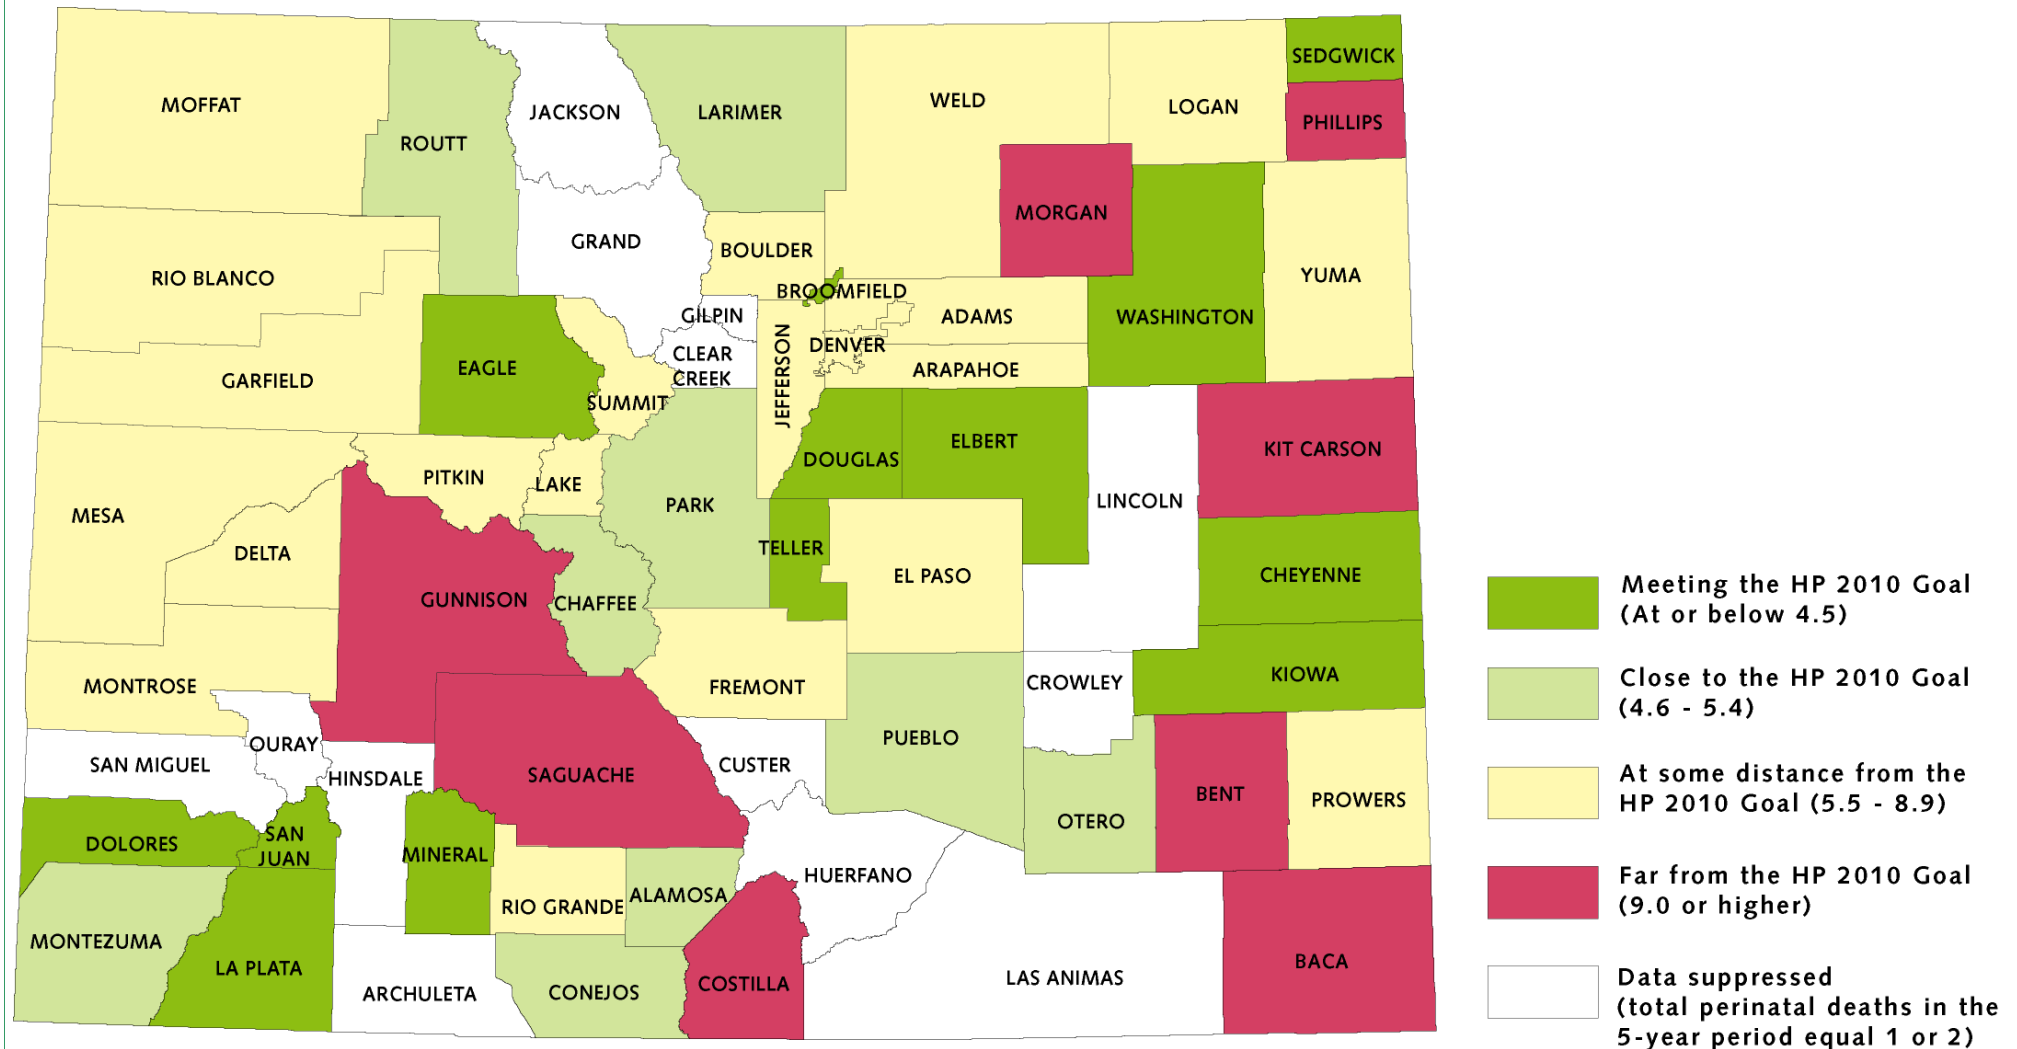 SEDGWICK
MOFFAT
WELD
LOGAN
JACKSON
LARIMER
PHILLIPS
ROUTT
MORGAN
GRAND
BOULDER
RIO BLANCO
YUMA
BROOMFIELD
GILPIN
ADAMS
WASHINGTON
DENVER
CLEAR
CREEK
EAGLE
ARAPAHOE
GARFIELD
JEFFERSON
SUMMIT
ELBERT
KIT CARSON
DOUGLAS
PITKIN
LAKE
LINCOLN
PARK
MESA
TELLER
DELTA
EL PASO
CHEYENNE
GUNNISON
CHAFFEE
KIOWA
CROWLEY
MONTROSE
FREMONT
PUEBLO
OURAY
SAN MIGUEL
CUSTER
HINSDALE
SAGUACHE
BENT
PROWERS
OTERO
SAN
JUAN
DOLORES
MINERAL
HUERFANO
ALAMOSA
RIO GRANDE
MONTEZUMA
BACA
LA PLATA
LAS ANIMAS
COSTILLA
CONEJOS
ARCHULETA
Meeting the HP 2010 Goal
(At or below 4.5)
Close to the HP 2010 Goal
(4.6 - 5.4)
At some distance from the
HP 2010 Goal (5.5 - 8.9)
Far from the HP 2010 Goal
(9.0 or higher)
Data suppressed
(total perinatal deaths in the
5-year period equal 1 or 2)